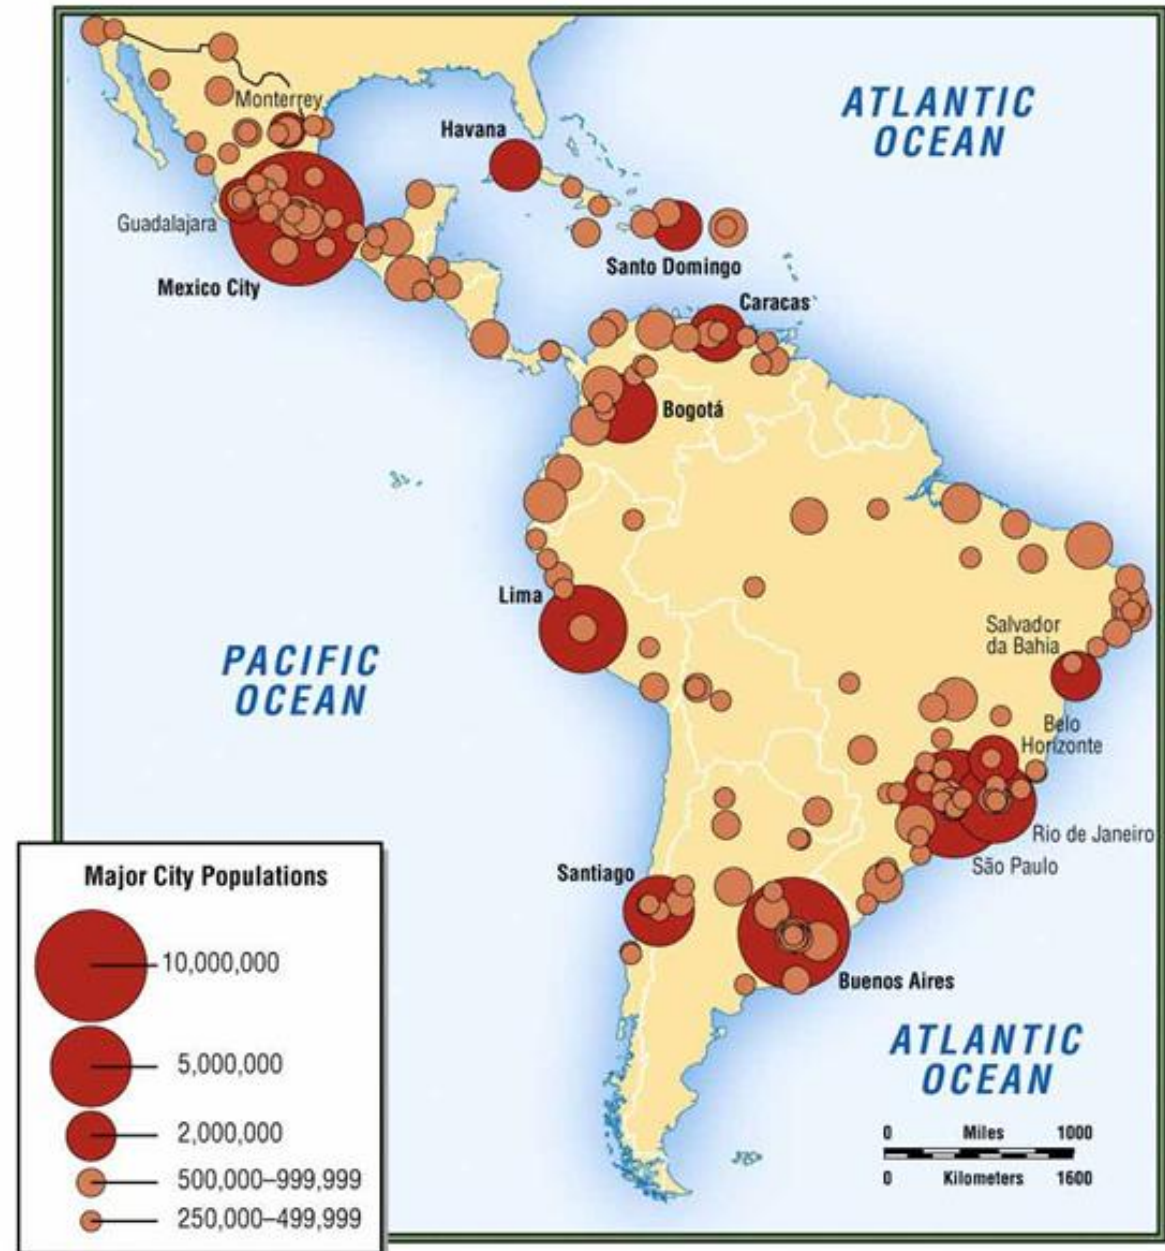 Monterrey
ATLANTIC
OCEAN
Havana
Guadalajara
Mexico City
Santo Domingo
Caracas
Bogotá
Lima
PACIFIC
OCEAN
Salvador
da Bahia
Belo
Horizonte
Rio de Janeiro
São Paulo
Santiago
Buenos Aires
ATLANTIC
OCEAN
0 Miles 1000
0 Kilometers 1600
Major City Populations
10,000,000
5,000,000
2,000,000
500,000–999,999
250,000–499,999